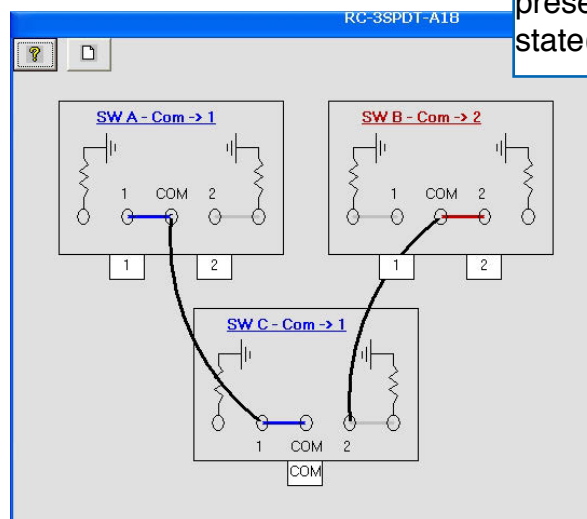 prese
RC-3SPDT-A18
state
?
SW A - Com -> 1
SW B - Com -> 2
1 COM 2
1 COM 2
1 2
1 2
SW C - Com -> 1
1 COM 2
COM